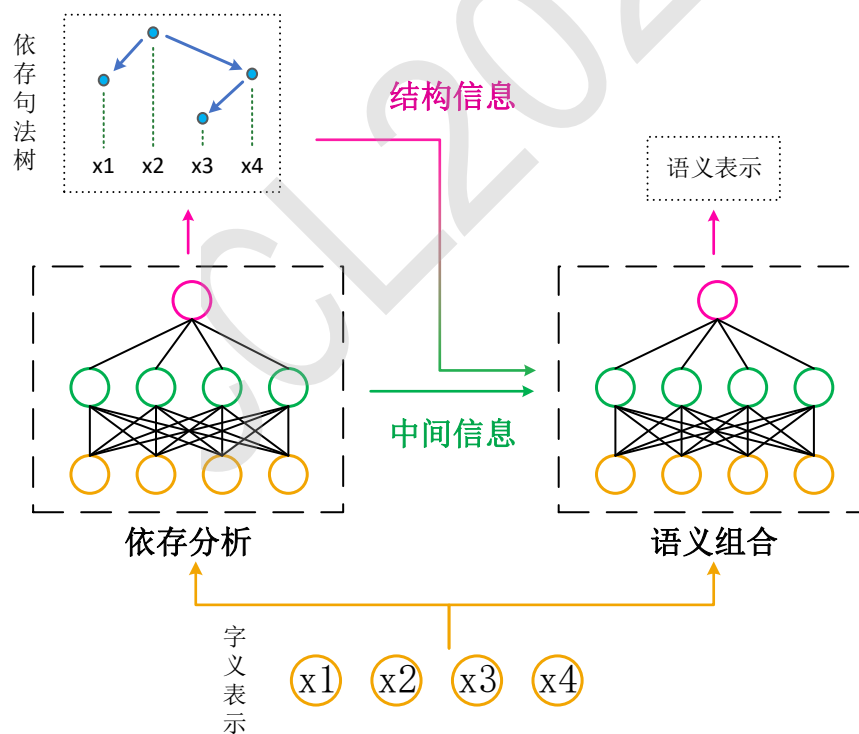 依存句法树
x1 x2 x3 x4
结构信息
语义表示
中间信息
依存分析
语义组合
字义表示
x1 x2 x3 x4
CCL202